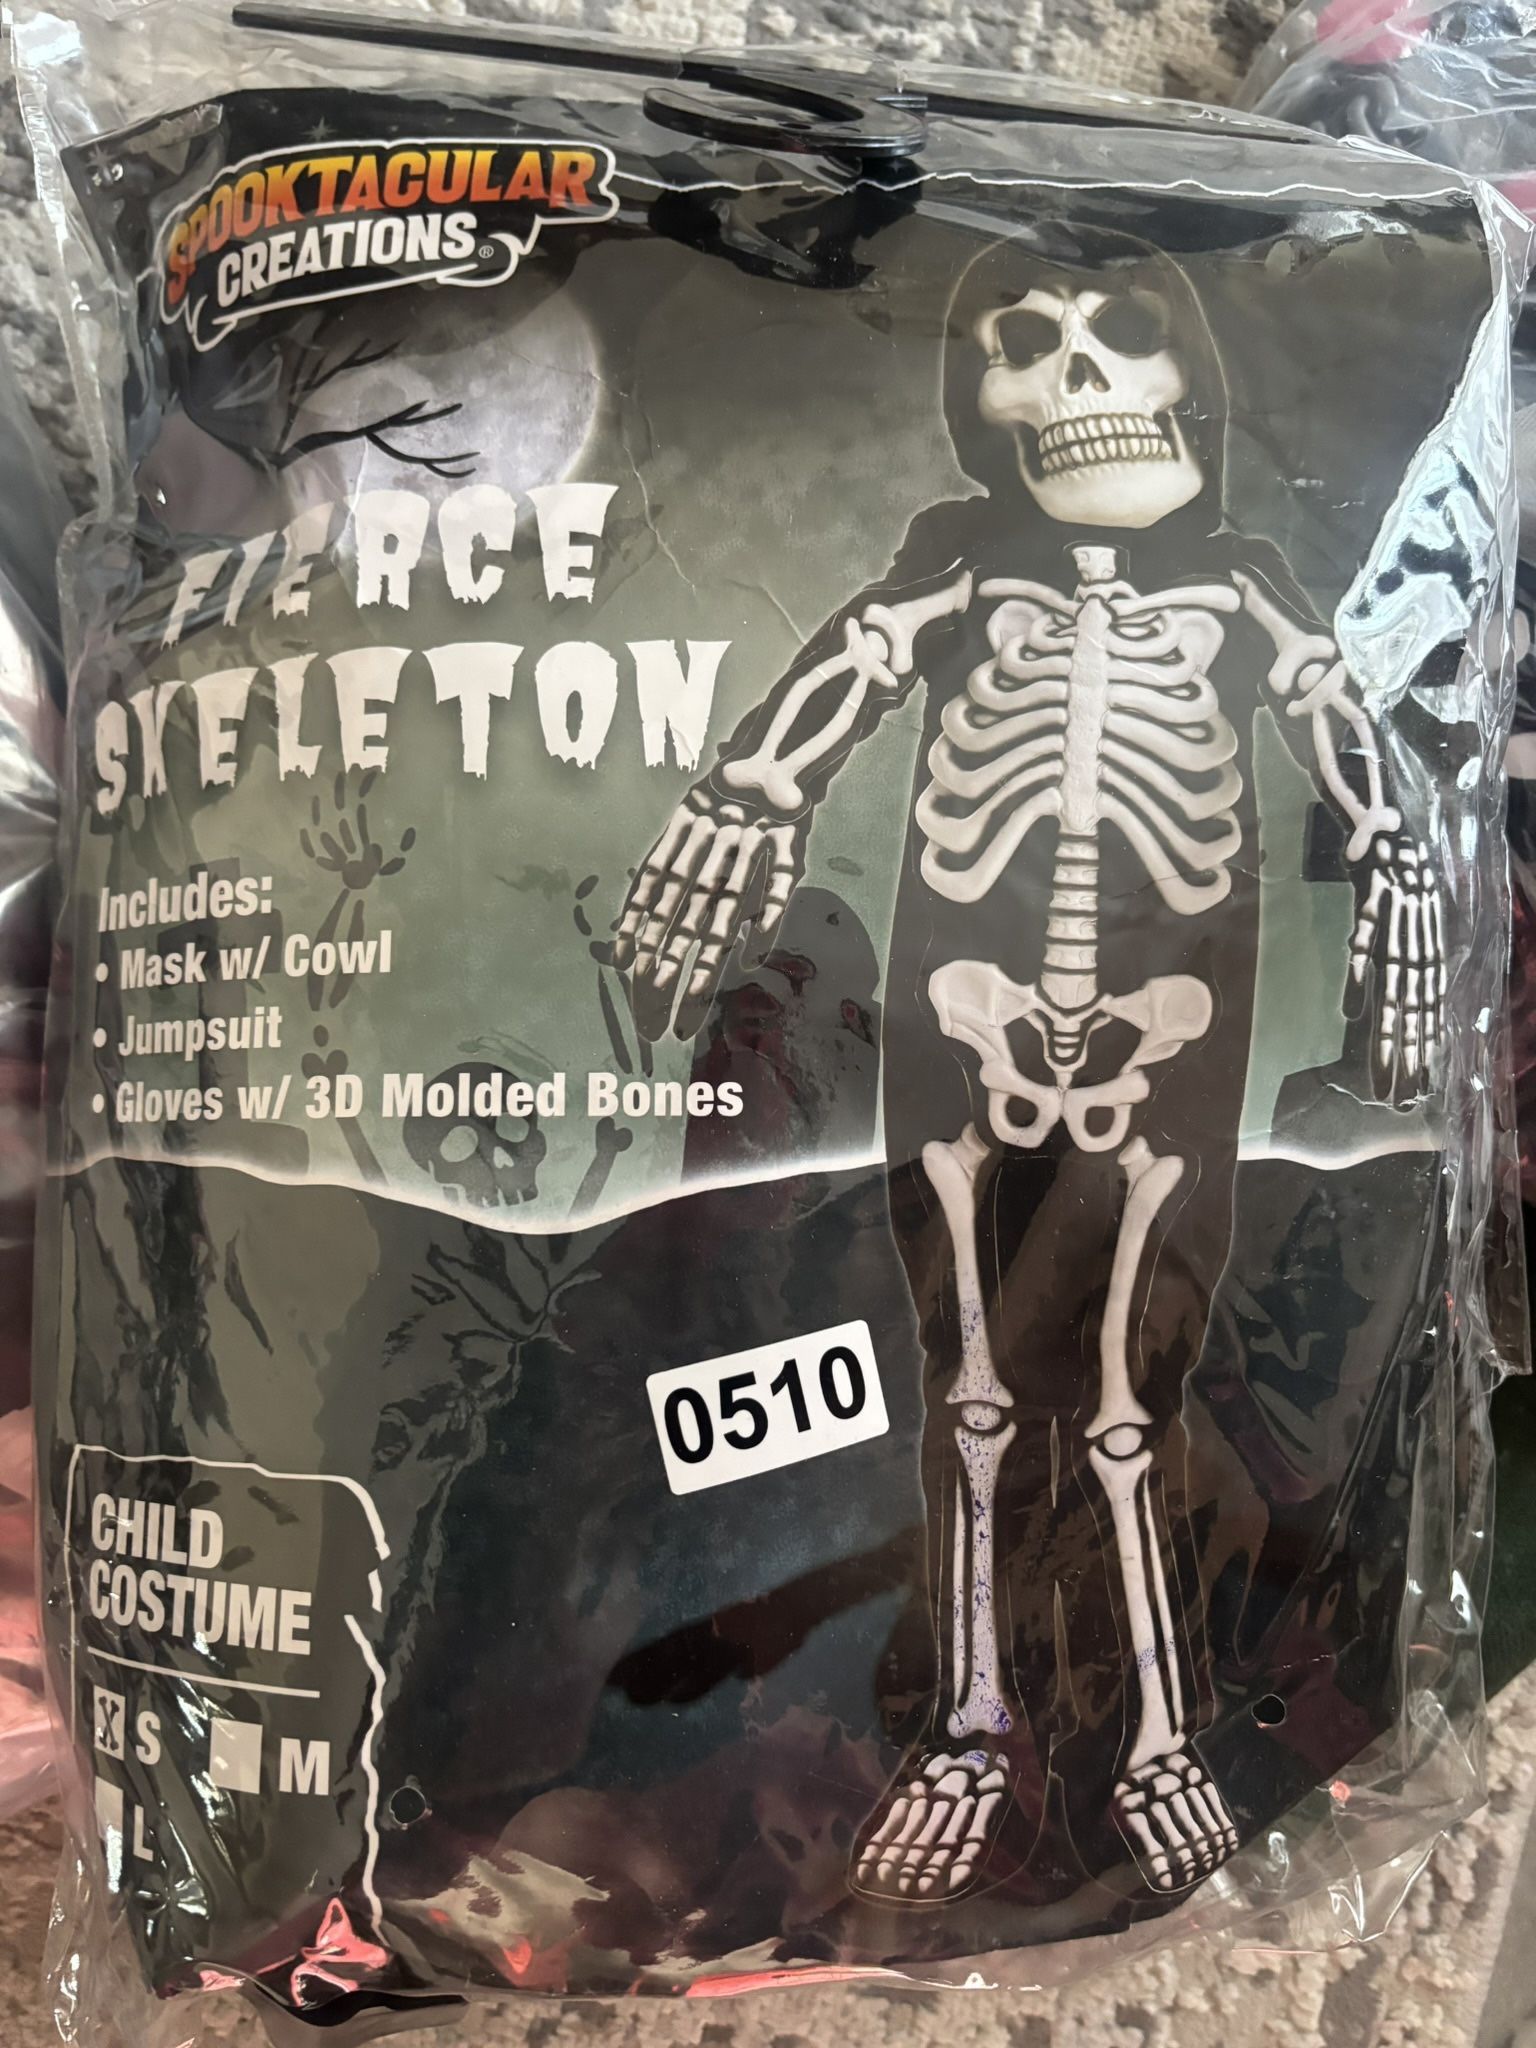 SPOOKTACULAR
CREATIONS®
FIERCE
SKELETON
Includes:
• Mask w/ Cowl
• Jumpsuit
• Gloves w/ 3D Molded Bones
0510
CHILD
COSTUME
X S M
L